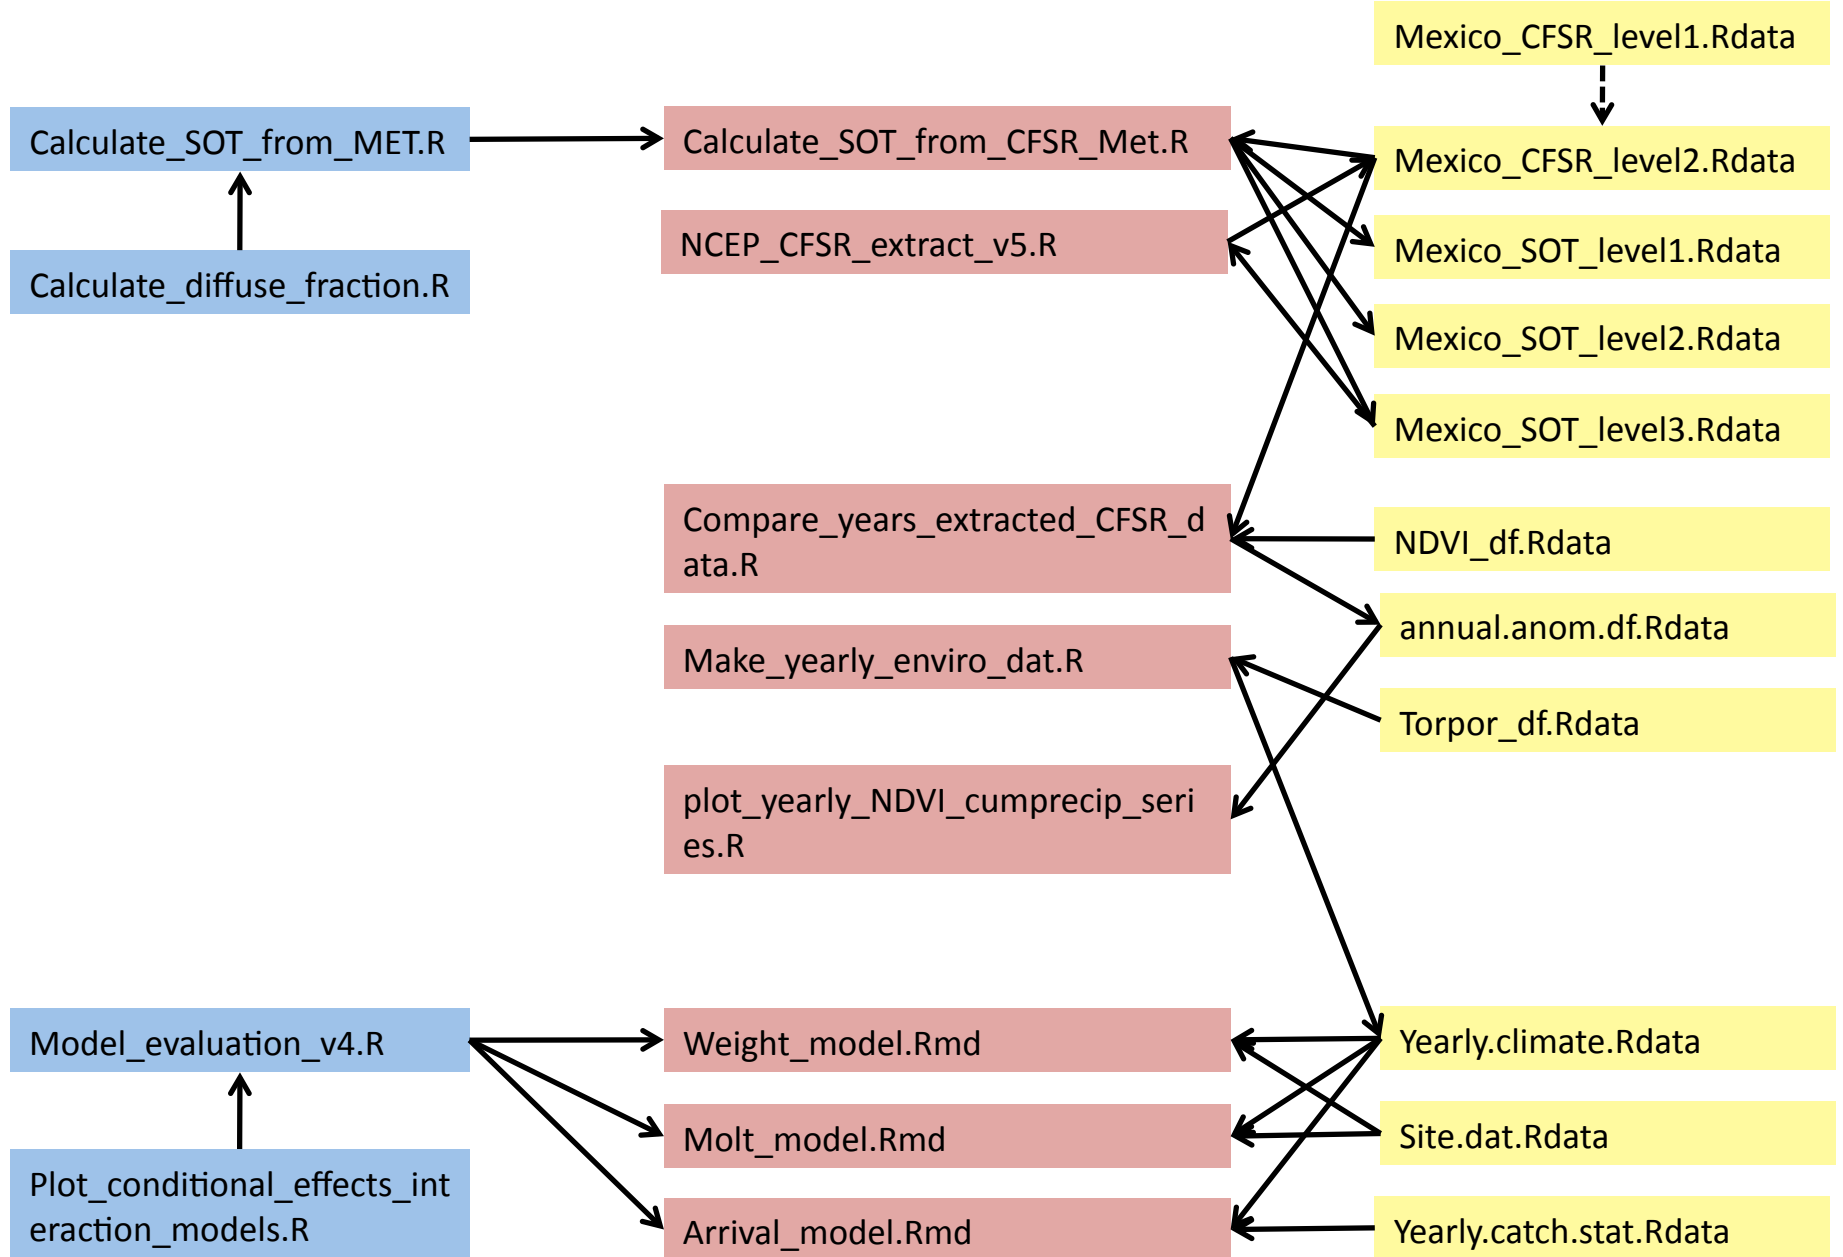 Calculate_SOT_from_MET.R
Calculate_diffuse_fraction.R
Model_evaluation_v4.R
Plot_conditional_effects_int
eraction_models.R
Calculate_SOT_from_CFSR_Met.R
NCEP_CFSR_extract_v5.R
Compare_years_extracted_CFSR_d
ata.R
Make_yearly_enviro_dat.R
plot_yearly_NDVI_cumprecip_seri
es.R
Weight_model.Rmd
Molt_model.Rmd
Arrival_model.Rmd
Mexico_CFSR_level1.Rdata
Mexico_CFSR_level2.Rdata
Mexico_SOT_level1.Rdata
Mexico_SOT_level2.Rdata
Mexico_SOT_level3.Rdata
NDVI_df.Rdata
annual.anom.df.Rdata
Torpor_df.Rdata
Yearly.climate.Rdata
Site.dat.Rdata
Yearly.catch.stat.Rdata